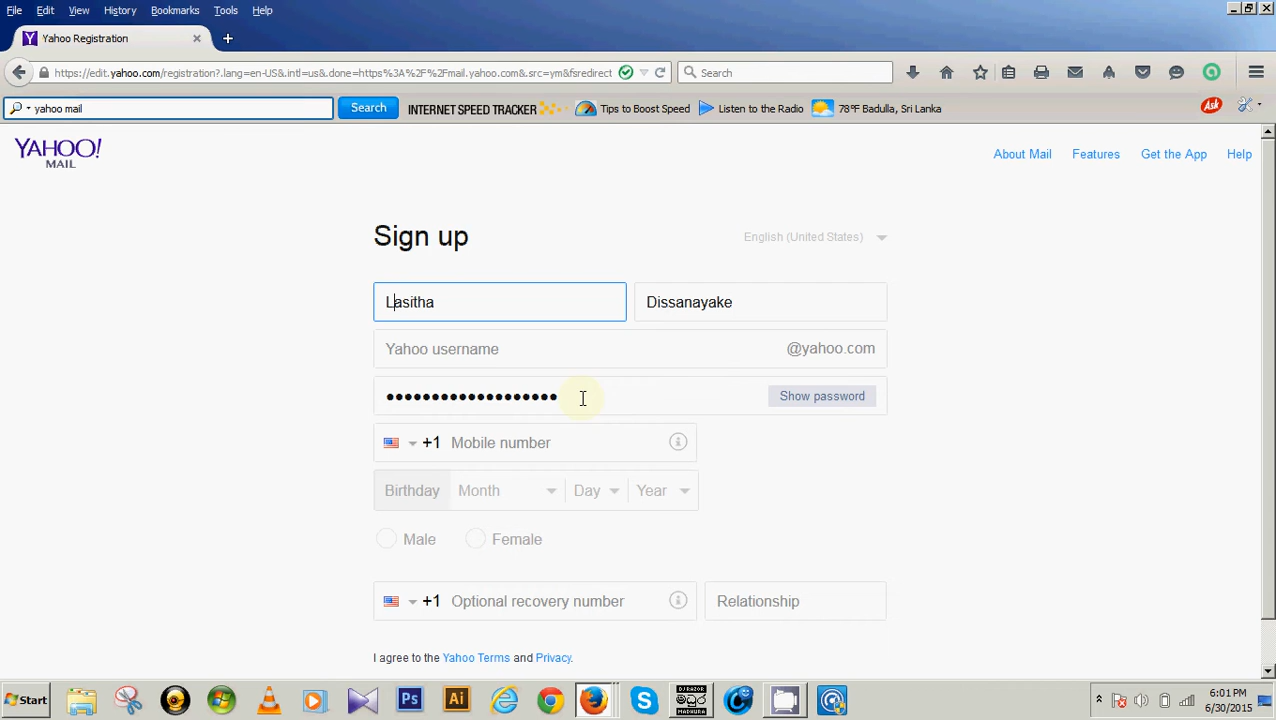 File Edit View History Bookmarks Tools Help
Yahoo Registration
https://edit.yahoo.com/registration?.lang=en-US&.intl=us&.done=https%3A%2F%2Fmail.yahoo.com&.src=ym&fsredirect
Search
yahoo mail Search INTERNET SPEED TRACKER Tips to Boost Speed Listen to the Radio 78°F Badulla, Sri Lanka Ask
YAHOO!
MAIL
About Mail Features Get the App Help
Sign up
English (United States)
Lasitha Dissanayake
Yahoo username @yahoo.com
●●●●●●●●●●●●●●●●●●● Show password
+1 Mobile number
Birthday Month Day Year
Male Female
+1 Optional recovery number Relationship
I agree to the Yahoo Terms and Privacy.
Start Ps Ai 6:01 PM
6/30/2015